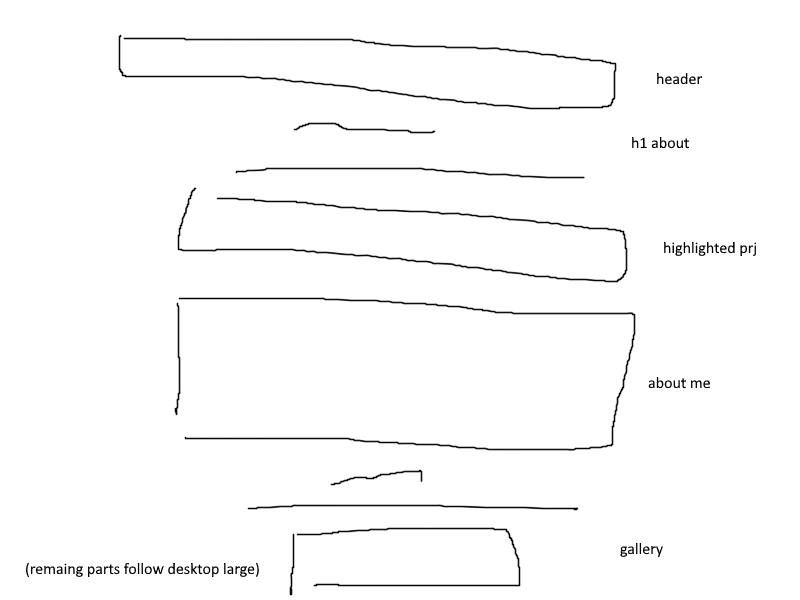 header
h1 about
highlighted prj
about me
gallery
(remaing parts follow desktop large)